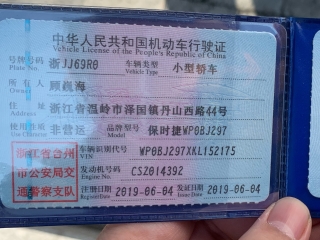 中华人民共和国机动车行驶证
Vehicle License of the People's Republic of China
号牌号码 浙JJ69R0 车辆类型 小型轿车
Plate No. Vehicle Type
所有人 顾海
Owner
住址 浙江省温岭市泽国镇丹山西路44号
Address
使用性质 非营运 品牌型号 保时捷WP0BJ297
Use Character Model
车辆识别代号 WP0BJ297XKL152175
VIN
发动机号码 CSZ014392
Engine No.
浙江省台州
市公安局交
通警察支队
注册日期 2019-06-04 发证日期 2019-06-04
Register Date Issue Date